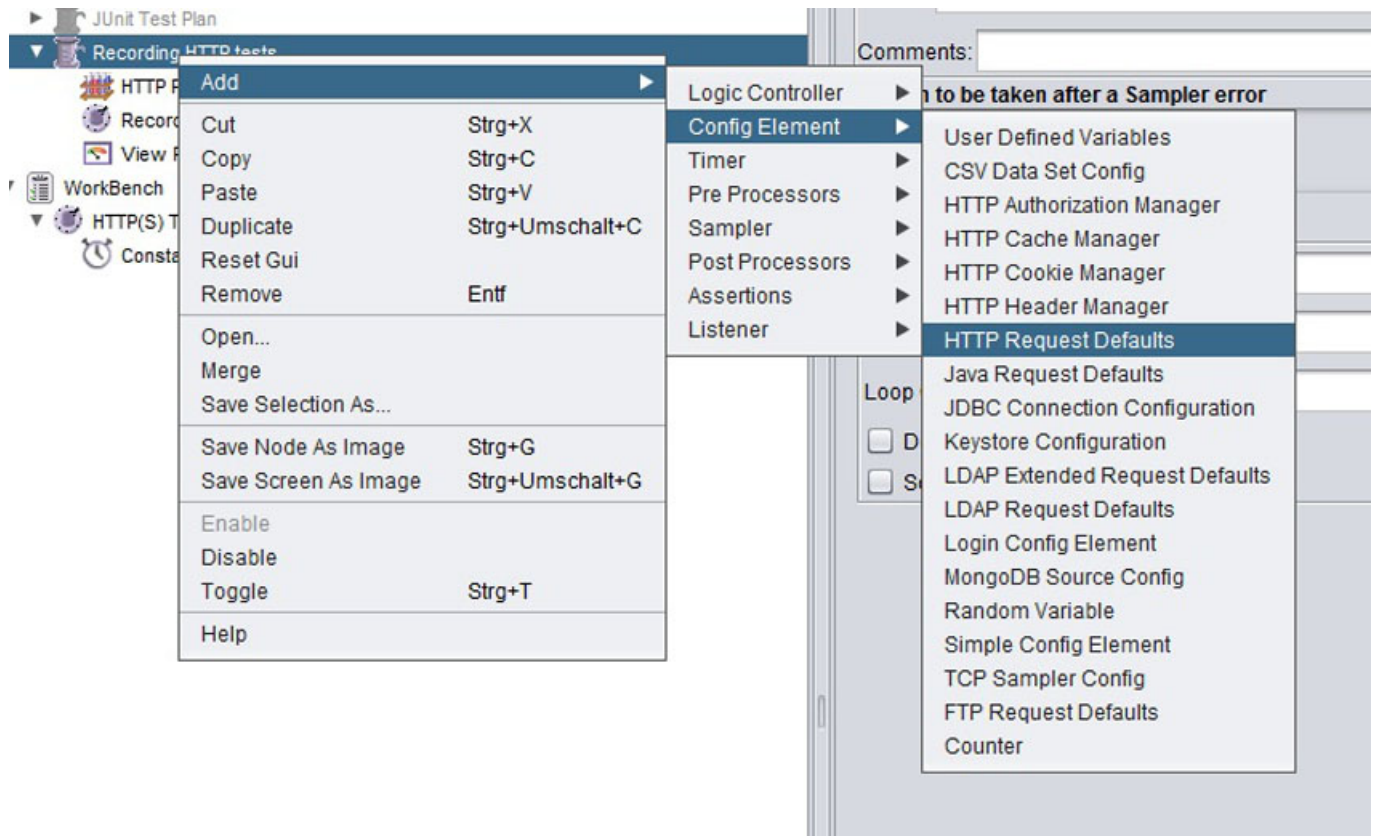 JUnit Test Plan
Recording HTTP tests
HTTP
WorkBench
HTTP(S)
Add
Cut Strg+X
Copy Strg+C
Paste Strg+V
Duplicate Strg+Umschalt+C
Reset Gui
Remove Entf
Open...
Merge
Save Selection As...
Save Node As Image Strg+G
Save Screen As Image Strg+Umschalt+G
Enable
Disable
Toggle Strg+T
Help
Logic Controller
Config Element
Timer
Pre Processors
Sampler
Post Processors
Assertions
Listener
Comments:
to be taken after a Sampler error
User Defined Variables
CSV Data Set Config
HTTP Authorization Manager
HTTP Cache Manager
HTTP Cookie Manager
HTTP Header Manager
HTTP Request Defaults
Java Request Defaults
JDBC Connection Configuration
Keystore Configuration
LDAP Extended Request Defaults
LDAP Request Defaults
Login Config Element
MongoDB Source Config
Random Variable
Simple Config Element
TCP Sampler Config
FTP Request Defaults
Counter
View
Loop